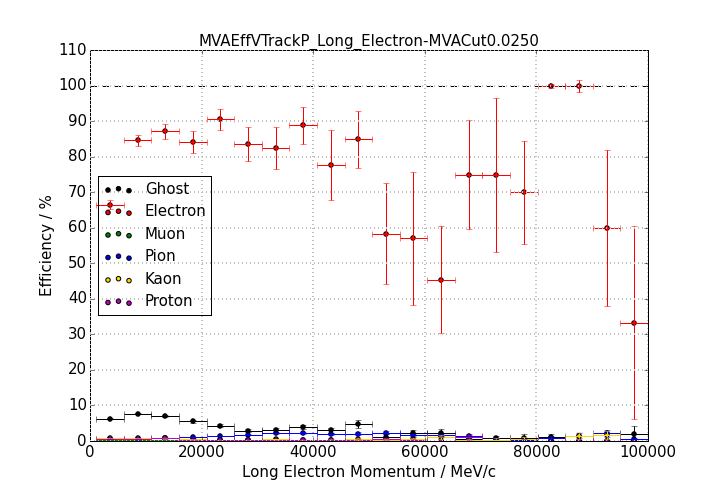 MVAEffVTrackP_Long_Electron-MVACut0.0250
110
100
90
80
70
60
50
40
30
20
10
0
Efficiency / %
Ghost
Electron
Muon
Pion
Kaon
Proton
0 20000 40000 60000 80000 100000
Long Electron Momentum / MeV/c